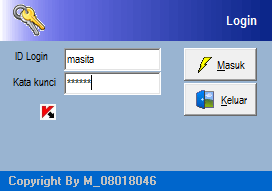 Login
ID Login masita Masuk
Kata kunci ****** Keluar
K
Copyright By M_08018046